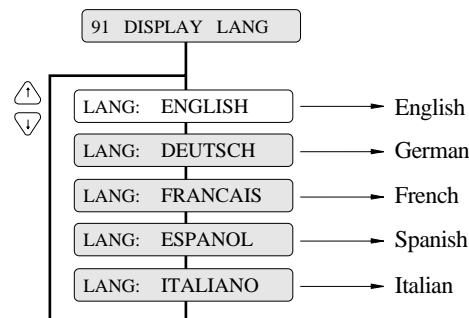 91 DISPLAY LANG
LANG: ENGLISH English
LANG: DEUTSCH German
LANG: FRANCAIS French
LANG: ESPANOL Spanish
LANG: ITALIANO Italian